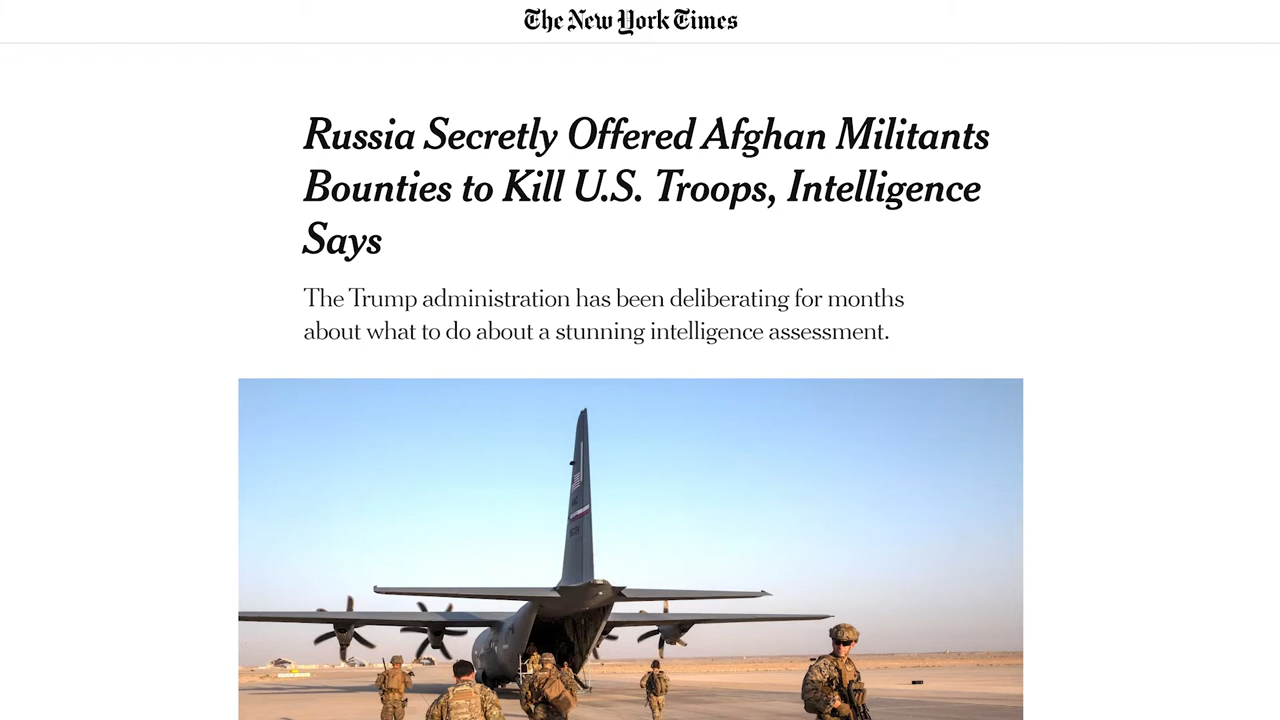 The New York Times
Russia Secretly Offered Afghan Militants
Bounties to Kill U.S. Troops, Intelligence
Says
The Trump administration has been deliberating for months
about what to do about a stunning intelligence assessment.